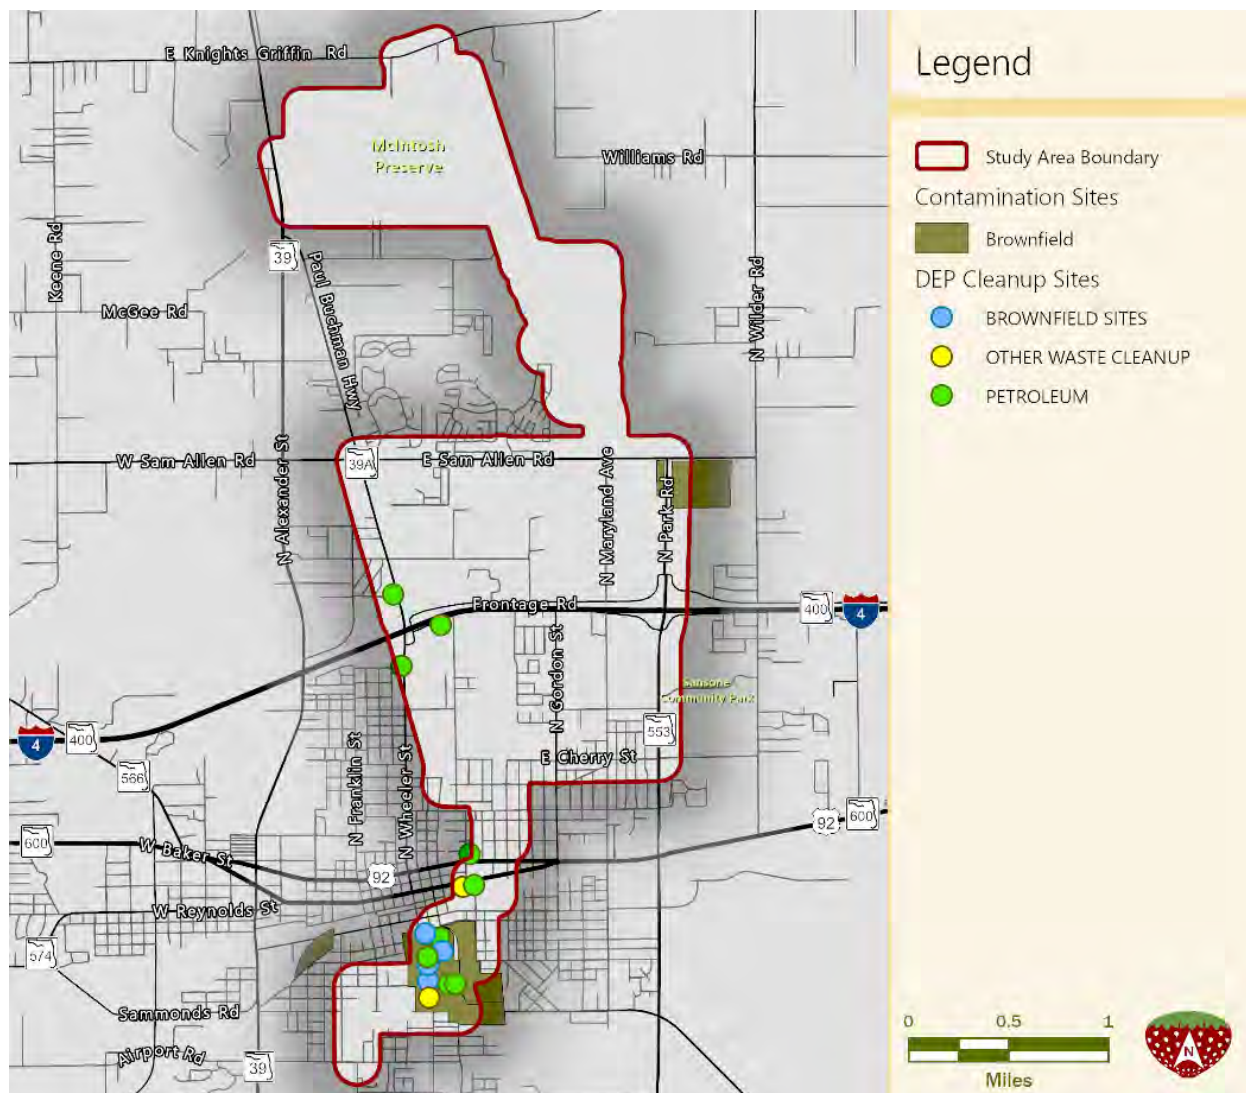 E Knights Griffin Rd
McIntosh
Preserve
Williams Rd
Keene Rd
39
Paul Buchman Hwy
N Wilder Rd
McGee Rd
W Sam Allen Rd
39A
E Sam Allen Rd
N Alexander St
N Maryland Ave
N Park Rd
Frontage Rd
400
4
N Gordon St
Sansone
Community Park
553
4
400
566
N Franklin St
N Wheeler St
E Cherry St
600
92
600
W Baker St
92
W Reynolds St
574
Sammonds Rd
Airport Rd
39
Legend
Study Area Boundary
Contamination Sites
Brownfield
DEP Cleanup Sites
BROWNFIELD SITES
OTHER WASTE CLEANUP
PETROLEUM
0 0.5 1
Miles
N